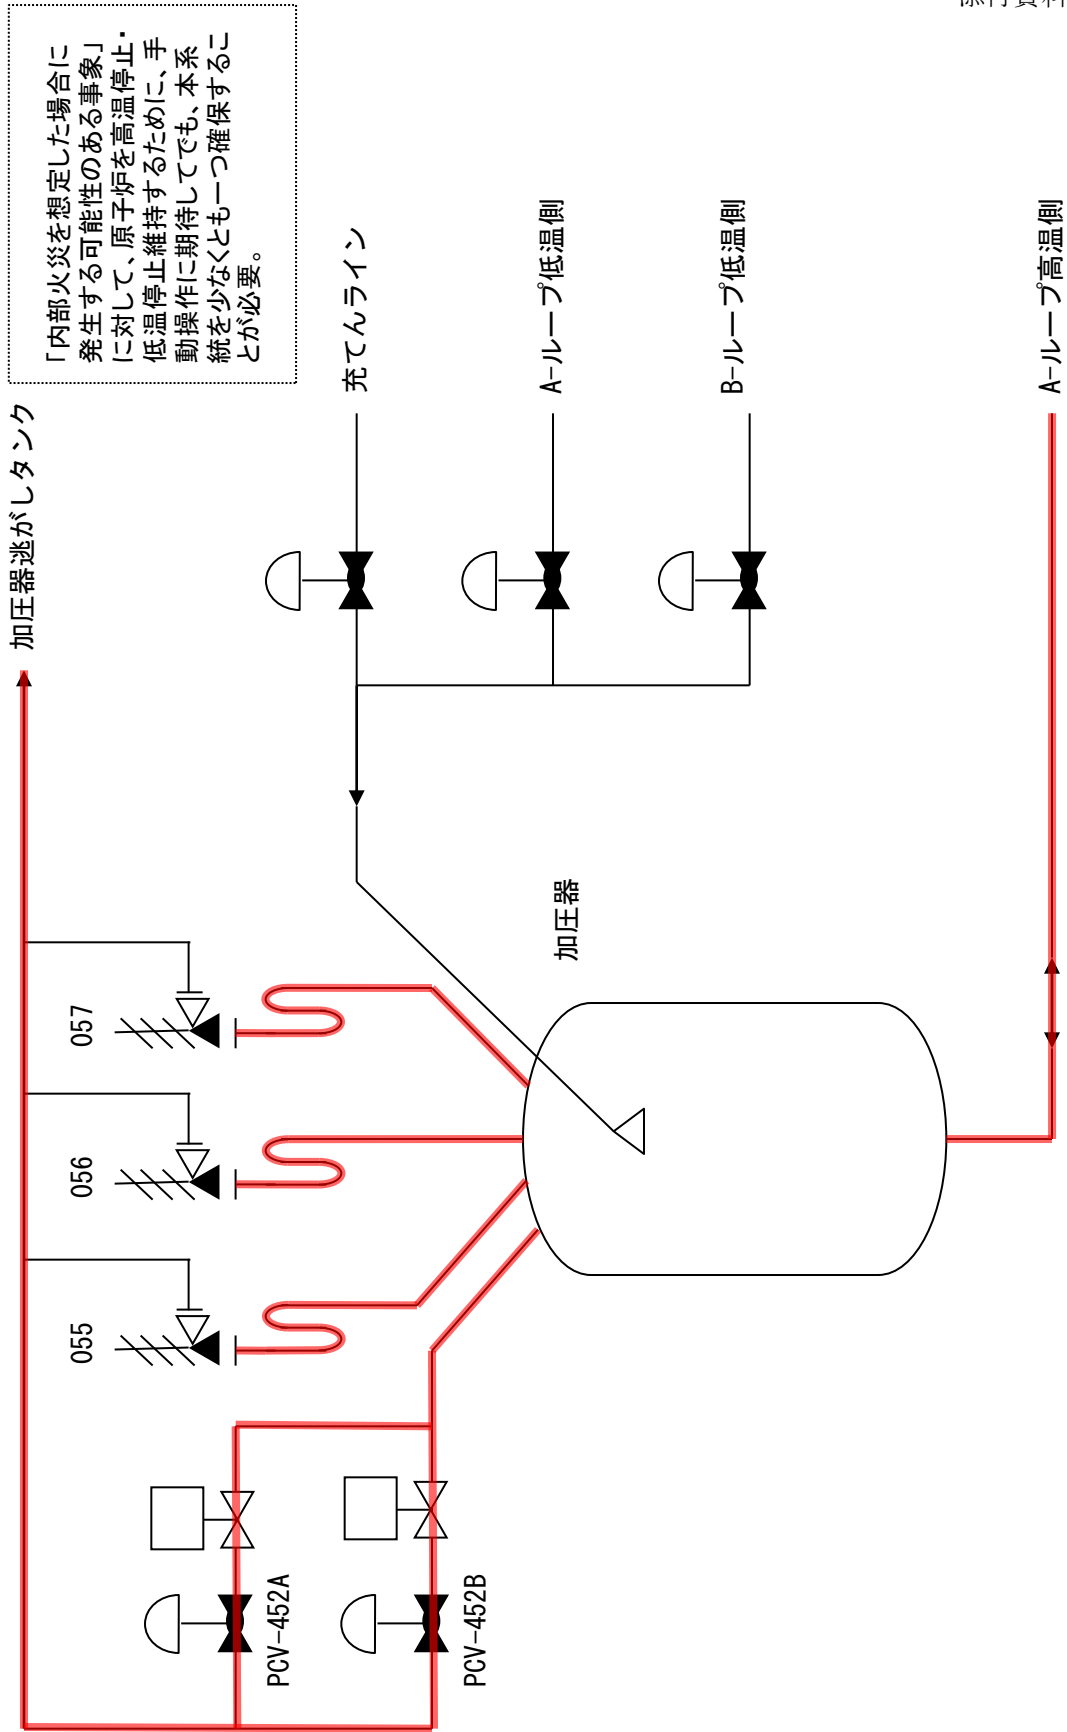 「内部火災を想定した場合に
発生する可能性のある事象」
に対して、原子炉を高温停止・
低温停止維持するために、手
動操作に期待してでも、本系
統を少なくとも一つ確保するこ
とが必要。
加圧器逃がしタンク
充てんライン
A-ループ低温側
B-ループ低温側
A-ループ高温側
加圧器
057
056
055
PCV-452A
PCV-452B